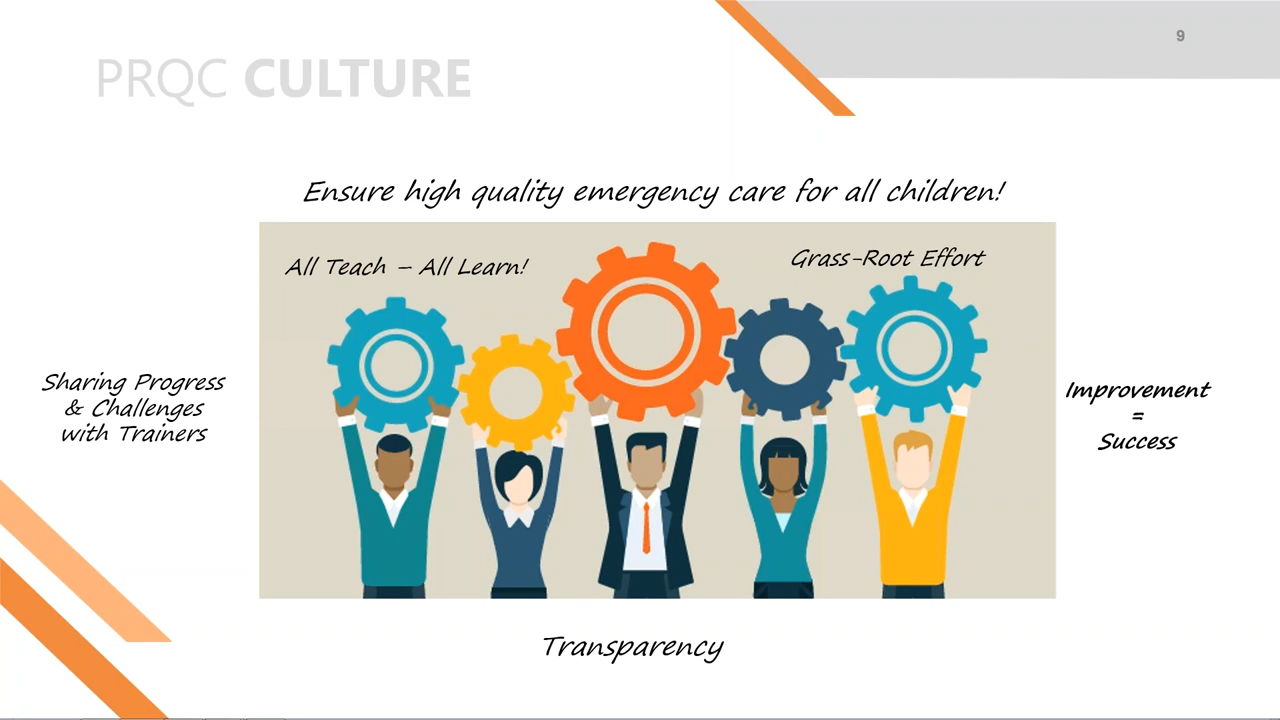 9
PRQC CULTURE
Ensure high quality emergency care for all children!
All Teach – All Learn!
Grass-Root Effort
Sharing Progress
& Challenges
with Trainers
Improvement
=
Success
Transparency